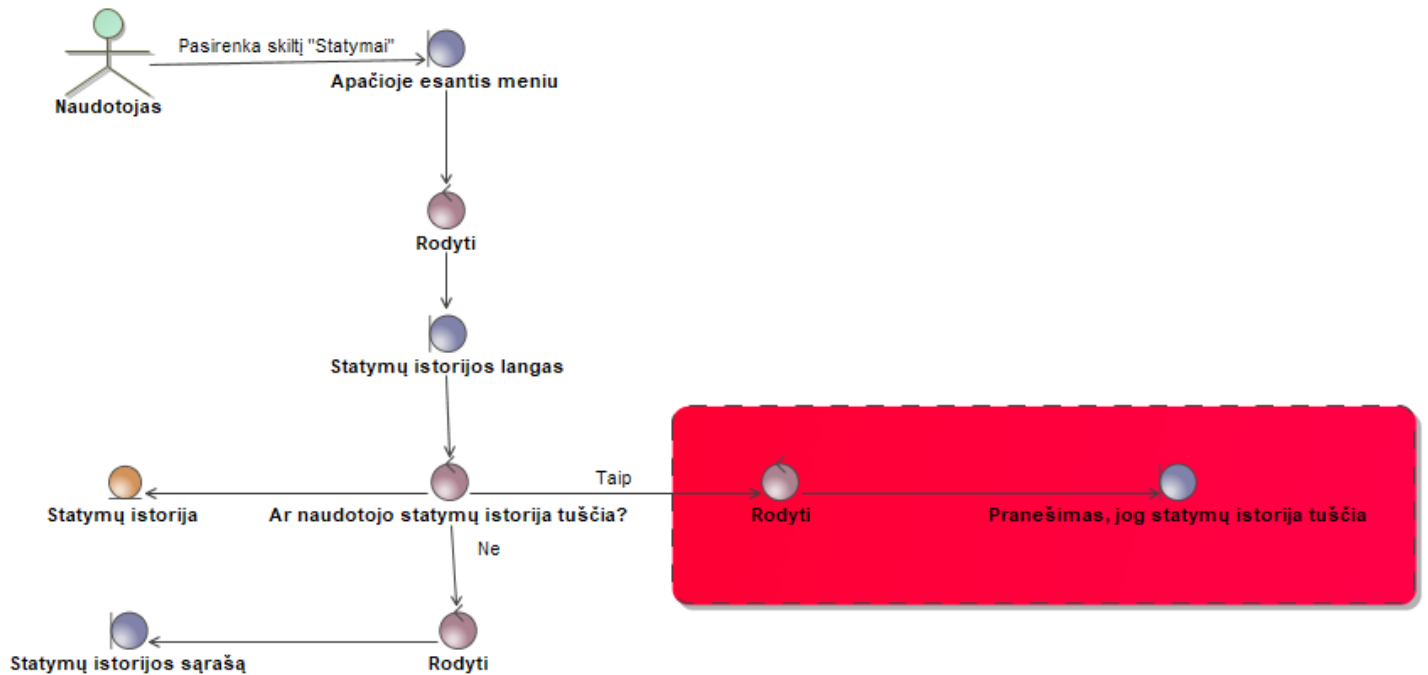 Pasirenka skiltį "Statymai"
Naudotojas
Apačioje esantis meniu
Rodyti
Statymų istorijos langas
Taip
Statymų istorija
Ar naudotojo statymų istorija tuščia?
Rodyti
Pranešimas, jog statymų istorija tuščia
Ne
Statymų istorijos sąrašą
Rodyti